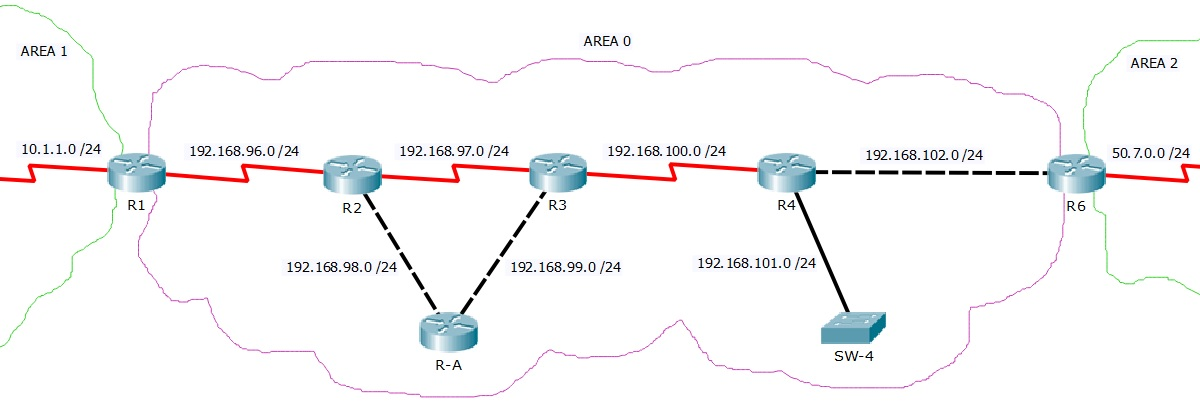 AREA 0
AREA 1
AREA 2
10.1.1.0 /24
192.168.96.0 /24
192.168.97.0 /24
192.168.100.0 /24
192.168.102.0 /24
50.7.0.0 /24
R1
R2
R3
R4
R6
192.168.98.0 /24
192.168.99.0 /24
192.168.101.0 /24
R-A
SW-4